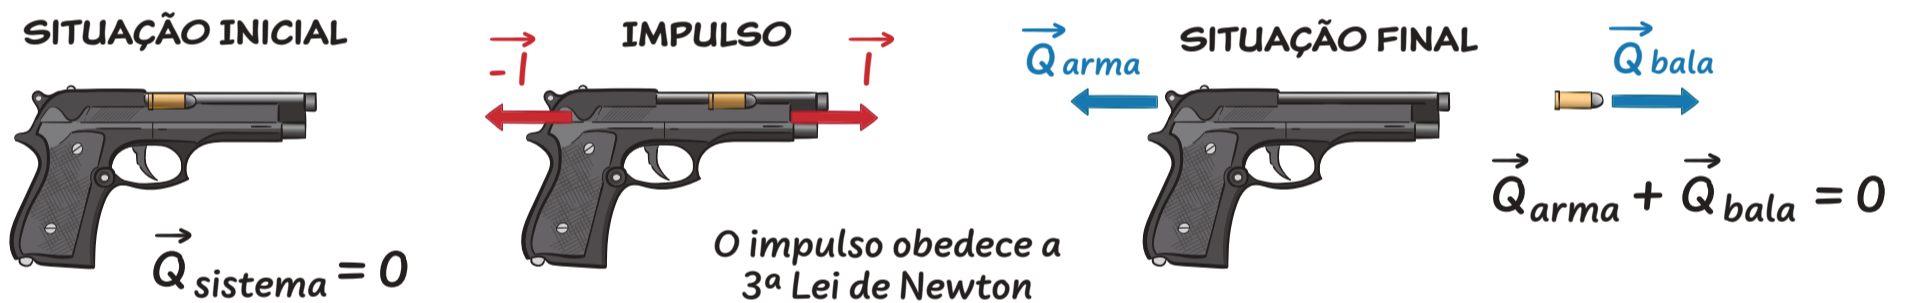 SITUAÇÃO INICIAL
Q sistema = 0
IMPULSO
-I
I
O impulso obedece a
3ª Lei de Newton
SITUAÇÃO FINAL
Q arma
Q bala
Q arma + Q bala = 0